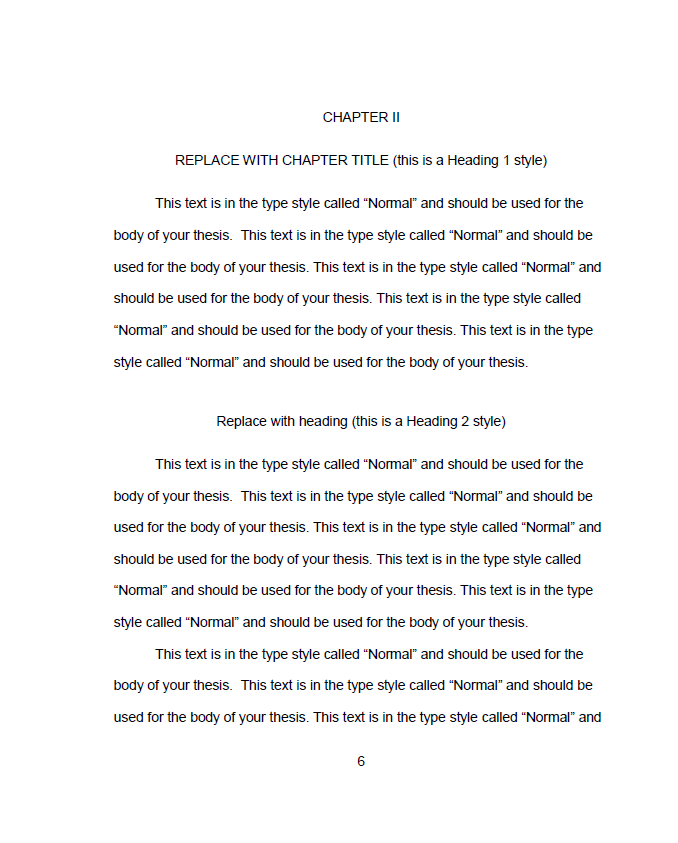 CHAPTER II
REPLACE WITH CHAPTER TITLE (this is a Heading 1 style)
This text is in the type style called “Normal” and should be used for the
body of your thesis.  This text is in the type style called “Normal” and should be
used for the body of your thesis. This text is in the type style called “Normal” and
should be used for the body of your thesis. This text is in the type style called
“Normal” and should be used for the body of your thesis. This text is in the type
style called “Normal” and should be used for the body of your thesis.
Replace with heading (this is a Heading 2 style)
This text is in the type style called “Normal” and should be used for the
body of your thesis.  This text is in the type style called “Normal” and should be
used for the body of your thesis. This text is in the type style called “Normal” and
should be used for the body of your thesis. This text is in the type style called
“Normal” and should be used for the body of your thesis. This text is in the type
style called “Normal” and should be used for the body of your thesis.
This text is in the type style called “Normal” and should be used for the
body of your thesis.  This text is in the type style called “Normal” and should be
used for the body of your thesis. This text is in the type style called “Normal” and
6